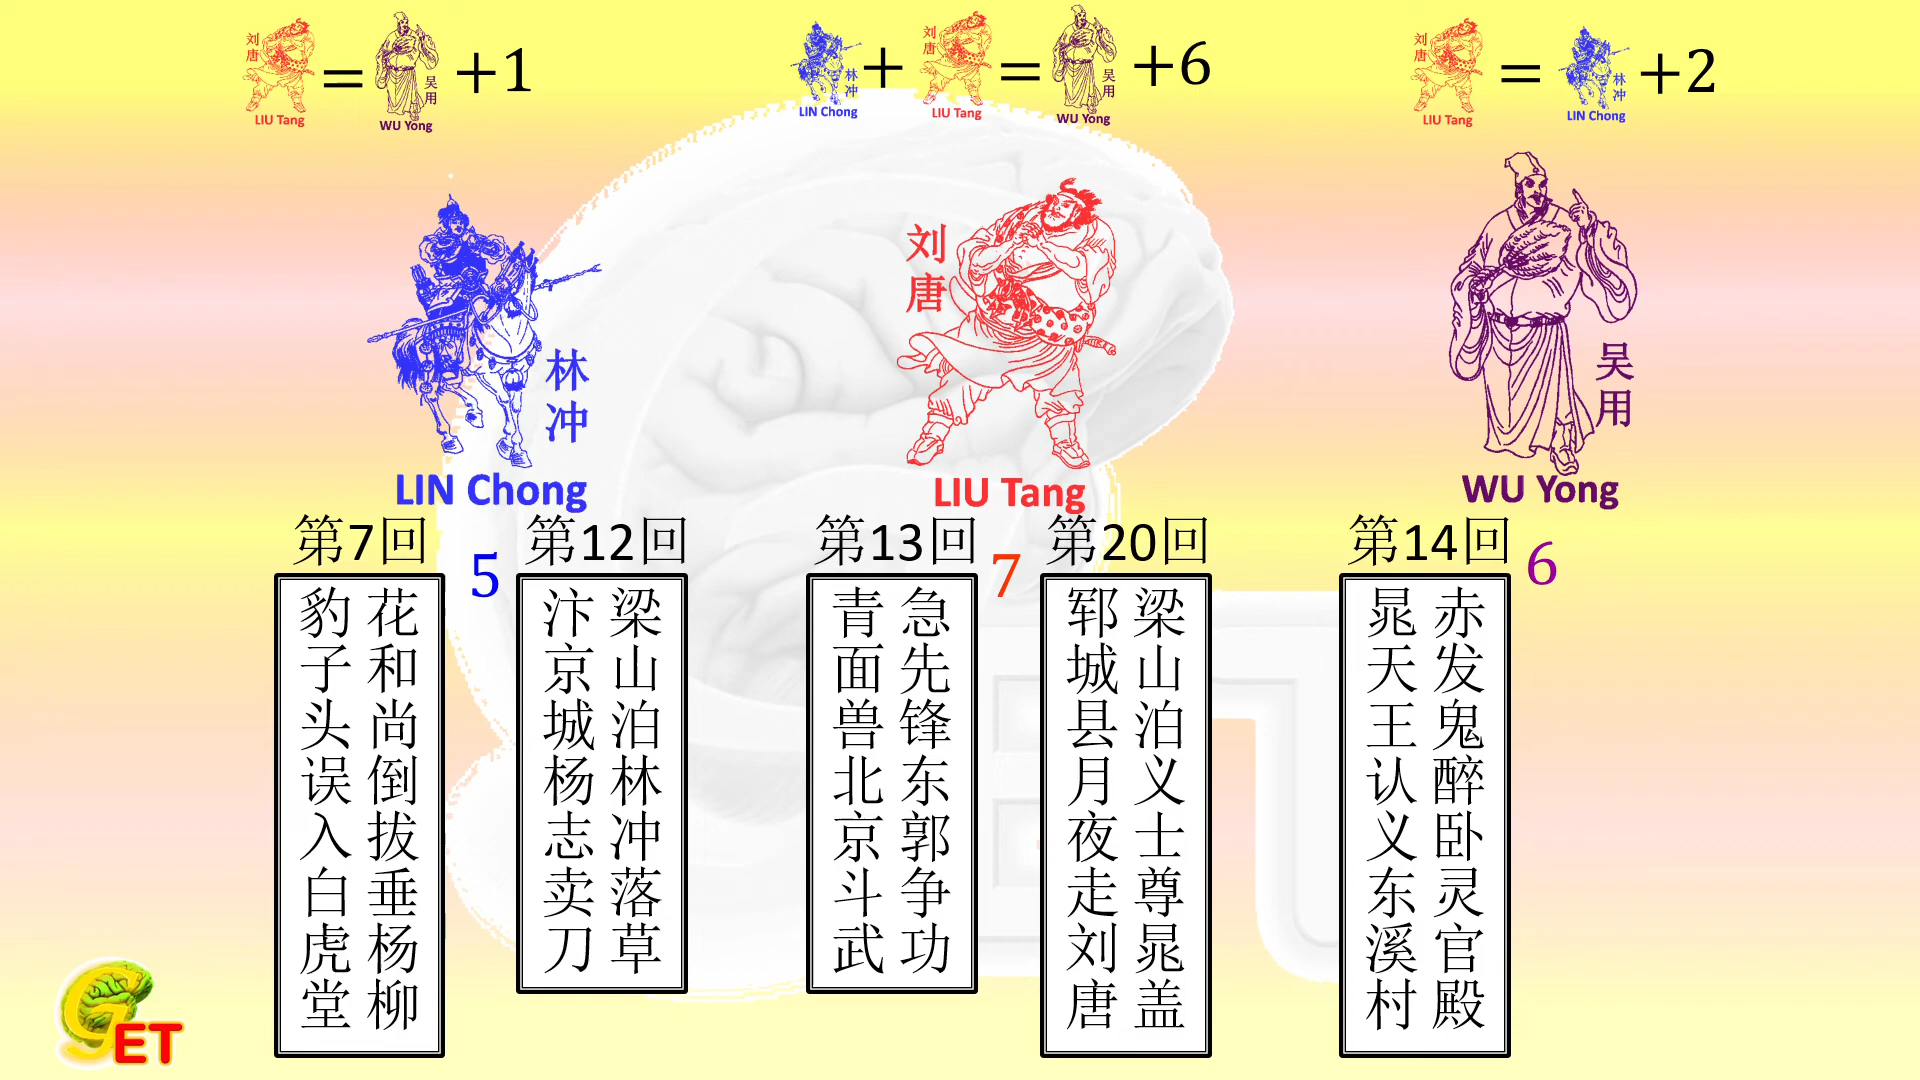 刘唐 LIU Tang = 吴用 WU Yong +1
林冲 LIN Chong + 刘唐 LIU Tang = 吴用 WU Yong +6
刘唐 LIU Tang = 林冲 LIN Chong +2
林冲
LIN Chong
刘唐
LIU Tang
吴用
WU Yong
5
7
6
第7回
花和尚倒拔垂杨柳
豹子头误入白虎堂
第12回
梁山泊林冲落草
汴京城杨志卖刀
第13回
急先锋东郭争功
青面兽北京斗武
第20回
梁山泊义士尊晁盖
郓城县月夜走刘唐
第14回
赤发鬼醉卧灵官殿
晁天王认义东溪村
GET